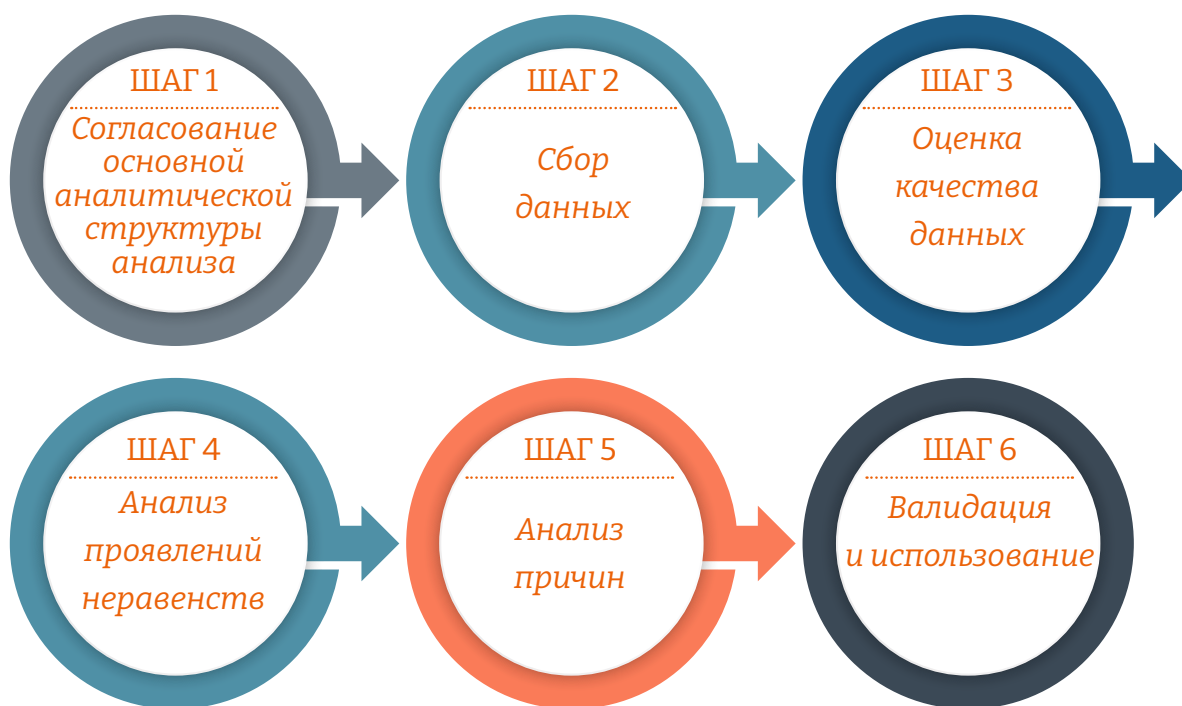 ШАГ 1
Согласование
основной
аналитической
структуры
анализа
ШАГ 2
Сбор
данных
ШАГ 3
Оценка
качества
данных
ШАГ 4
Анализ
проявлений
неравенств
ШАГ 5
Анализ
причин
ШАГ 6
Валидация
и использование